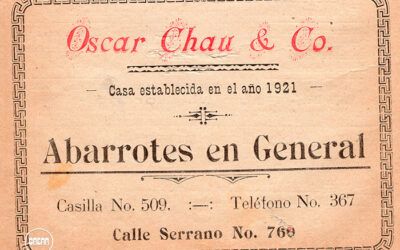 Oscar Chau & Co.
— Casa establecida en el año 1921 —
Abarrotes en General
Casilla No. 509. :—: Teléfono No. 367
Calle Serrano No. 760